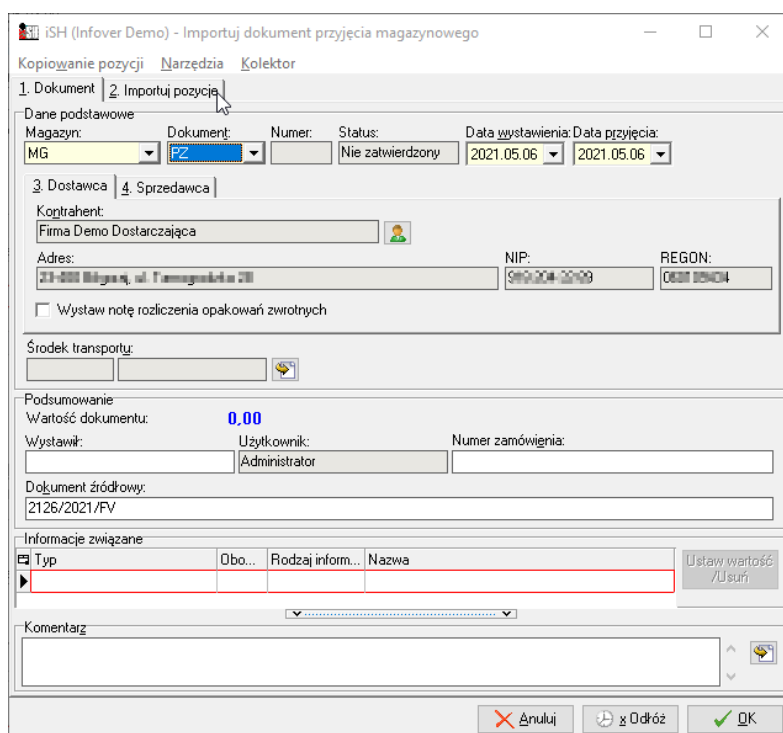 iSH (Infover Demo) - Importuj dokument przyjęcia magazynowego
Kopiowanie pozycji Narzędzia Kolektor
1. Dokument 2. Importuj pozycje
Dane podstawowe
Magazyn: Dokument: Numer: Status: Data wystawienia: Data przyjęcia:
MG PZ Nie zatwierdzony 2021.05.06 2021.05.06
3. Dostawca 4. Sprzedawca
Kontrahent:
Firma Demo Dostarczająca
Adres: NIP: REGON:
Wystaw notę rozliczenia opakowań zwrotnych
Środek transportu:
Podsumowanie
Wartość dokumentu: 0,00
Wystawił: Użytkownik: Numer zamówienia:
Administrator
Dokument źródłowy:
2126/2021/FV
Informacje związane
Typ Obo... Rodzaj inform... Nazwa
Ustaw wartość
/Usuń
Komentarz
Anuluj x Odłóż OK